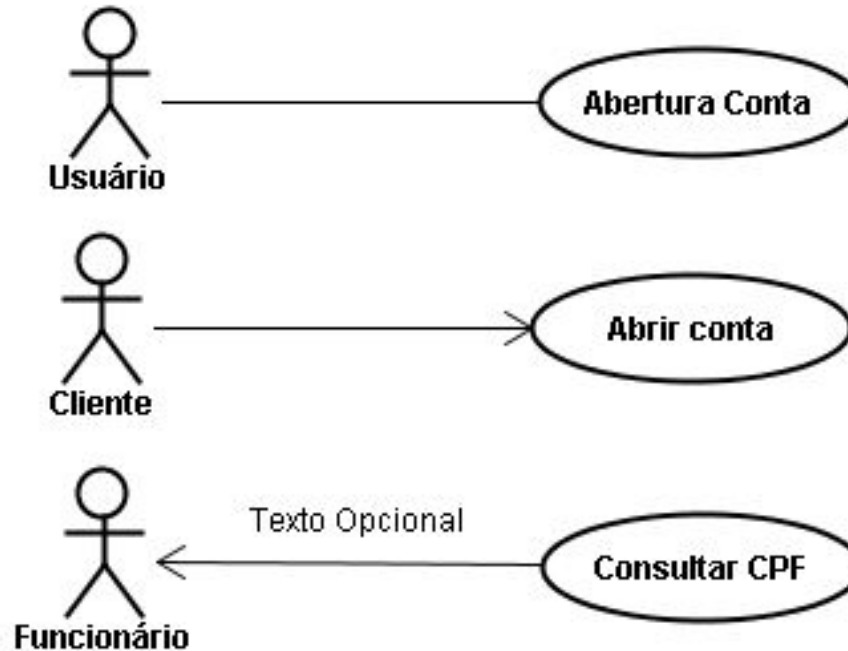 Abertura Conta
Usuário
Abrir conta
Cliente
Texto Opcional
Consultar CPF
Funcionário